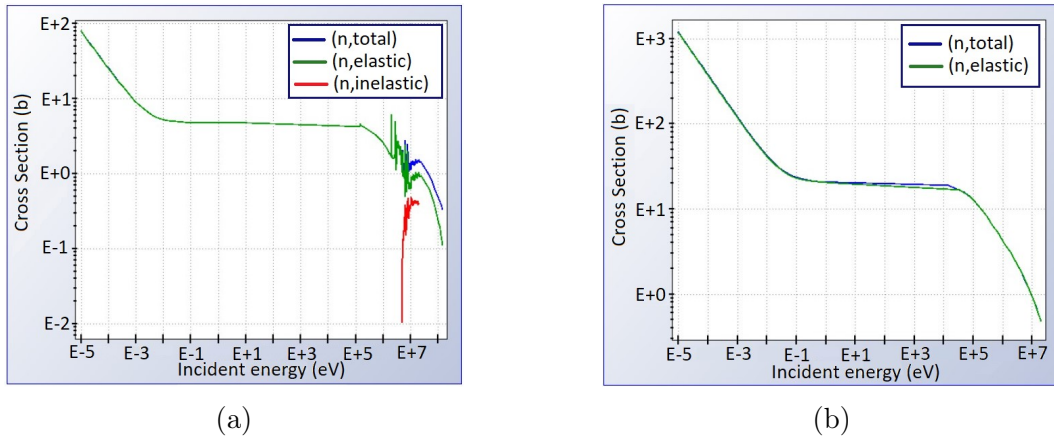 E+2
E+1
E+0
E-1
E-2
Cross Section (b)
(n,total)
(n,elastic)
(n,inelastic)
E-5 E-3 E-1 E+1 E+3 E+5 E+7
Incident energy (eV)
(a)
E+3
E+2
E+1
E+0
Cross Section (b)
(n,total)
(n,elastic)
E-5 E-3 E-1 E+1 E+3 E+5 E+7
Incident energy (eV)
(b)